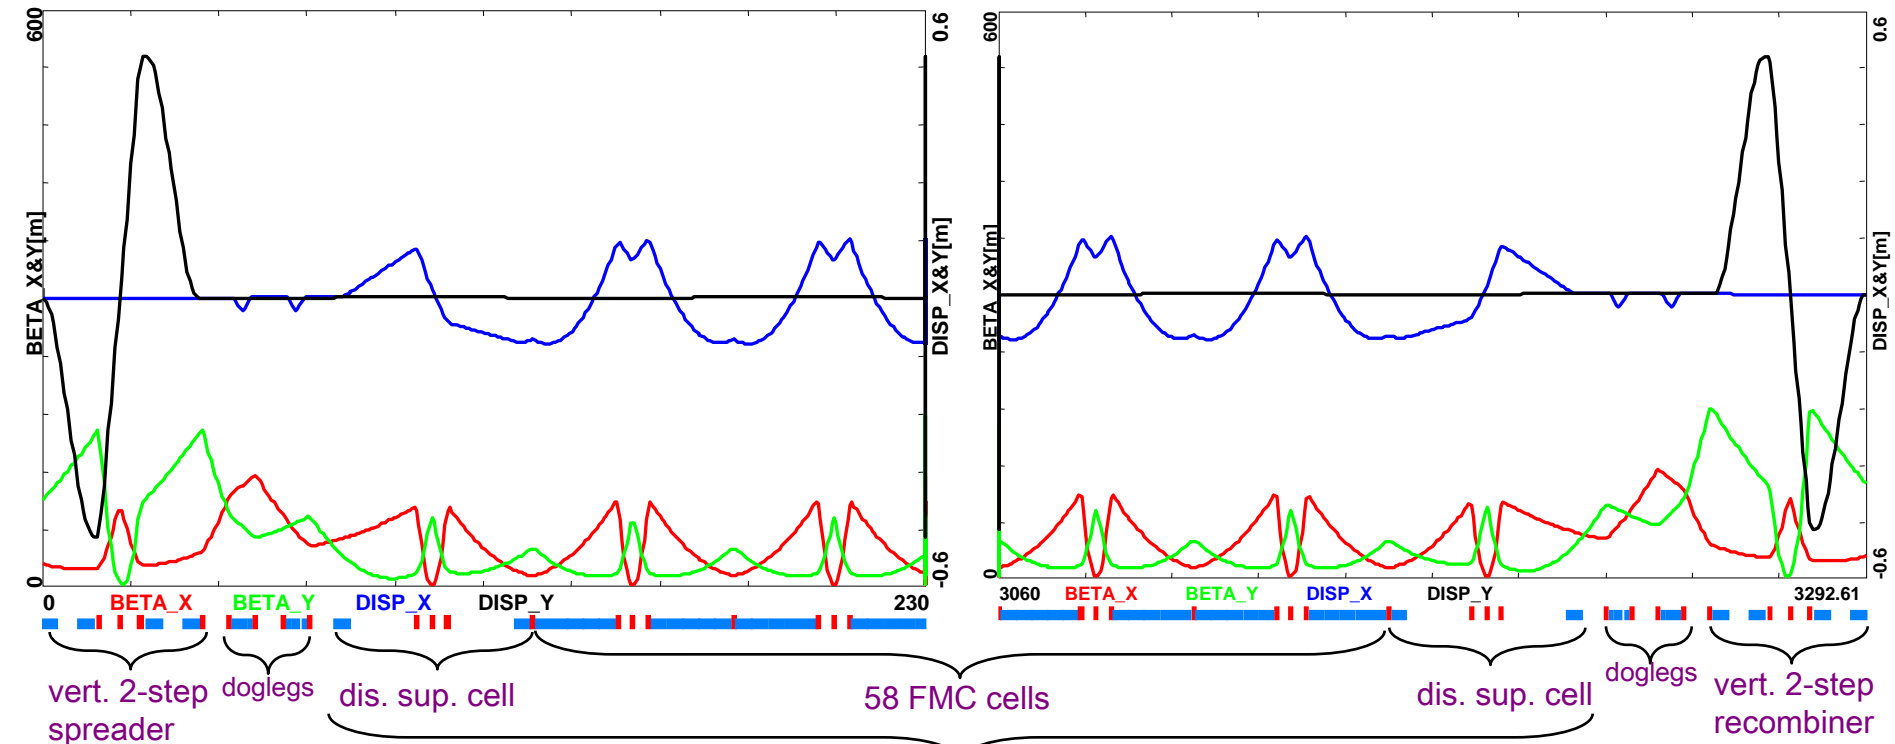 600
0.6
BETA_X&Y[m]
DISP_X&Y[m]
0
-0.6
0 BETA_X BETA_Y DISP_X DISP_Y 230
600
0.6
BETA_X&Y[m]
DISP_X&Y[m]
0
-0.6
3060 BETA_X BETA_Y DISP_X DISP_Y 3292.61
vert. 2-step
spreader
doglegs
dis. sup. cell
58 FMC cells
dis. sup. cell
doglegs
vert. 2-step
recombiner